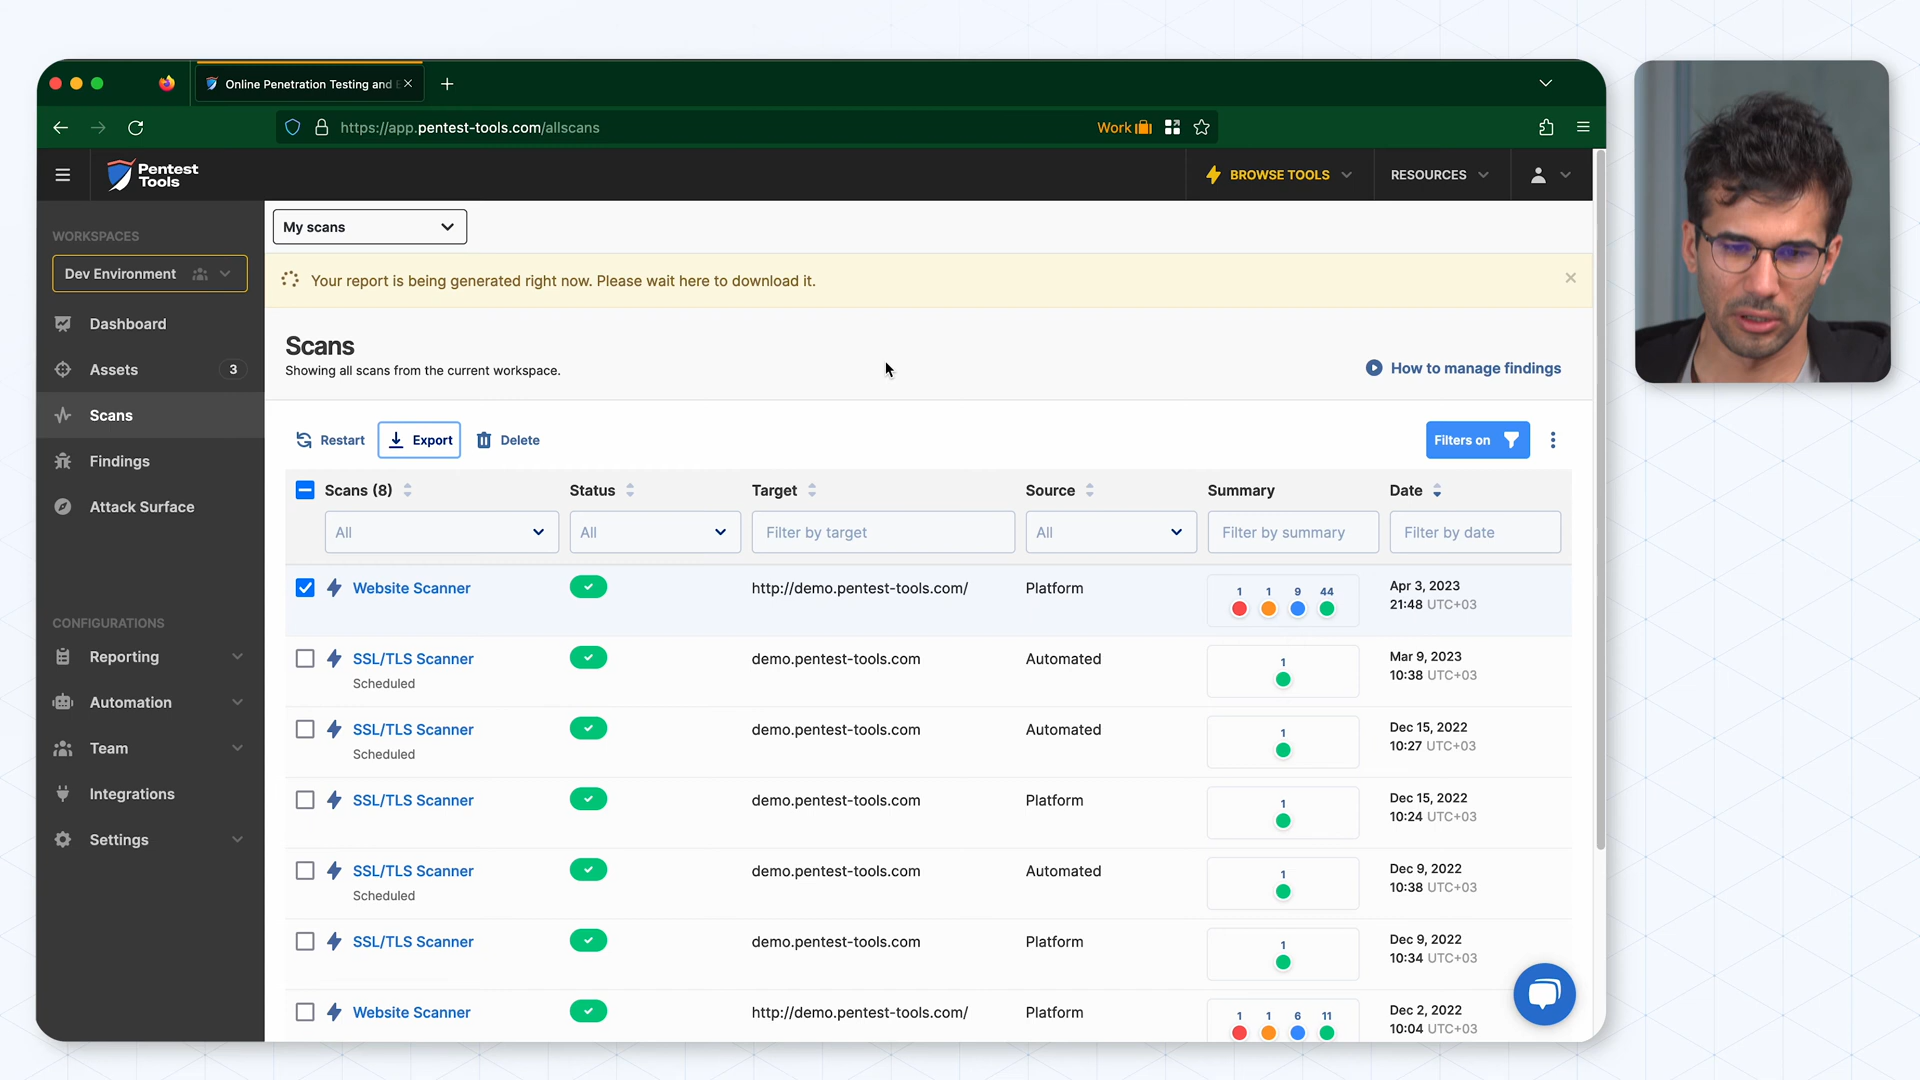 Online Penetration Testing and
https://app.pentest-tools.com/allscans
Work
Pentest
Tools
BROWSE TOOLS
RESOURCES
WORKSPACES
Dev Environment
Dashboard
Assets 3
Scans
Findings
Attack Surface
CONFIGURATIONS
Reporting
Automation
Team
Integrations
Settings
My scans
Your report is being generated right now. Please wait here to download it.
Scans
Showing all scans from the current workspace.
How to manage findings
Restart Export Delete
Filters on
Scans (8) Status Target Source Summary Date
All All Filter by target All Filter by summary Filter by date
Website Scanner http://demo.pentest-tools.com/ Platform 1 1 9 44 Apr 3, 2023
21:48 UTC+03
SSL/TLS Scanner demo.pentest-tools.com Automated 1 Mar 9, 2023
Scheduled 10:38 UTC+03
SSL/TLS Scanner demo.pentest-tools.com Automated 1 Dec 15, 2022
Scheduled 10:27 UTC+03
SSL/TLS Scanner demo.pentest-tools.com Platform 1 Dec 15, 2022
10:24 UTC+03
SSL/TLS Scanner demo.pentest-tools.com Automated 1 Dec 9, 2022
Scheduled 10:38 UTC+03
SSL/TLS Scanner demo.pentest-tools.com Platform 1 Dec 9, 2022
10:34 UTC+03
Website Scanner http://demo.pentest-tools.com/ Platform 1 1 6 11 Dec 2, 2022
10:04 UTC+03